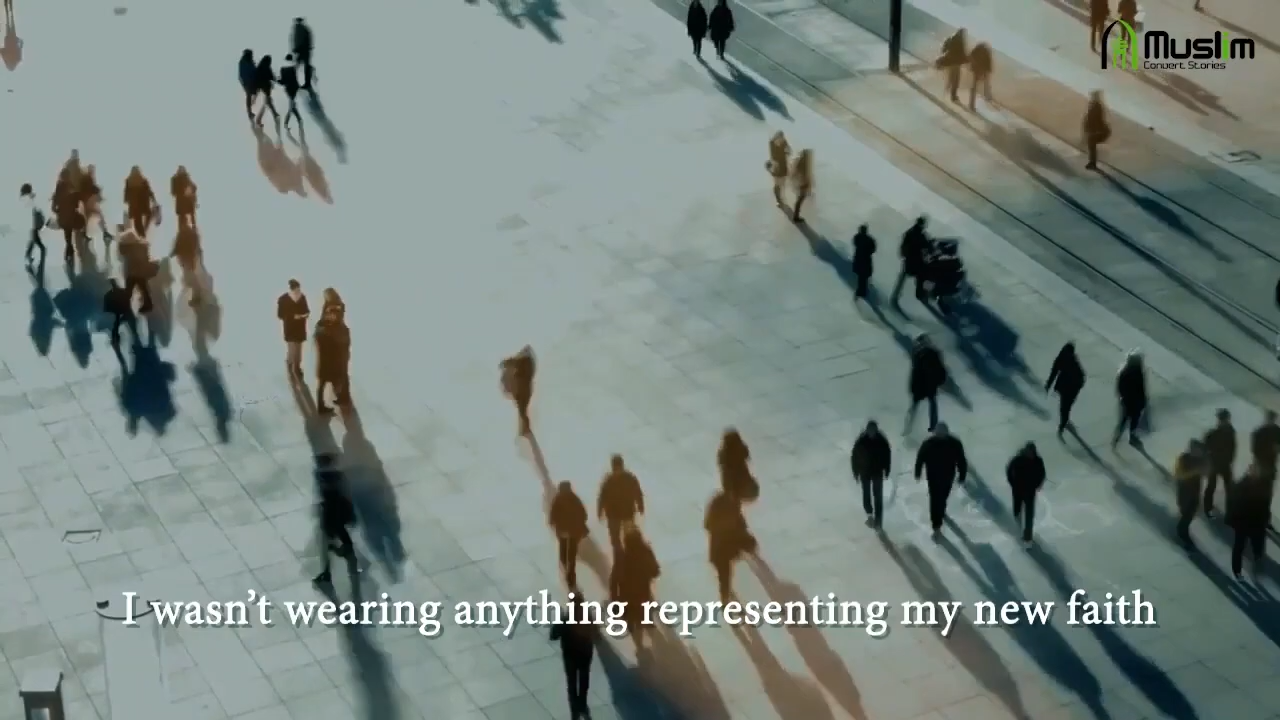 Muslim
Convert Stories
I wasn't wearing anything representing my new faith